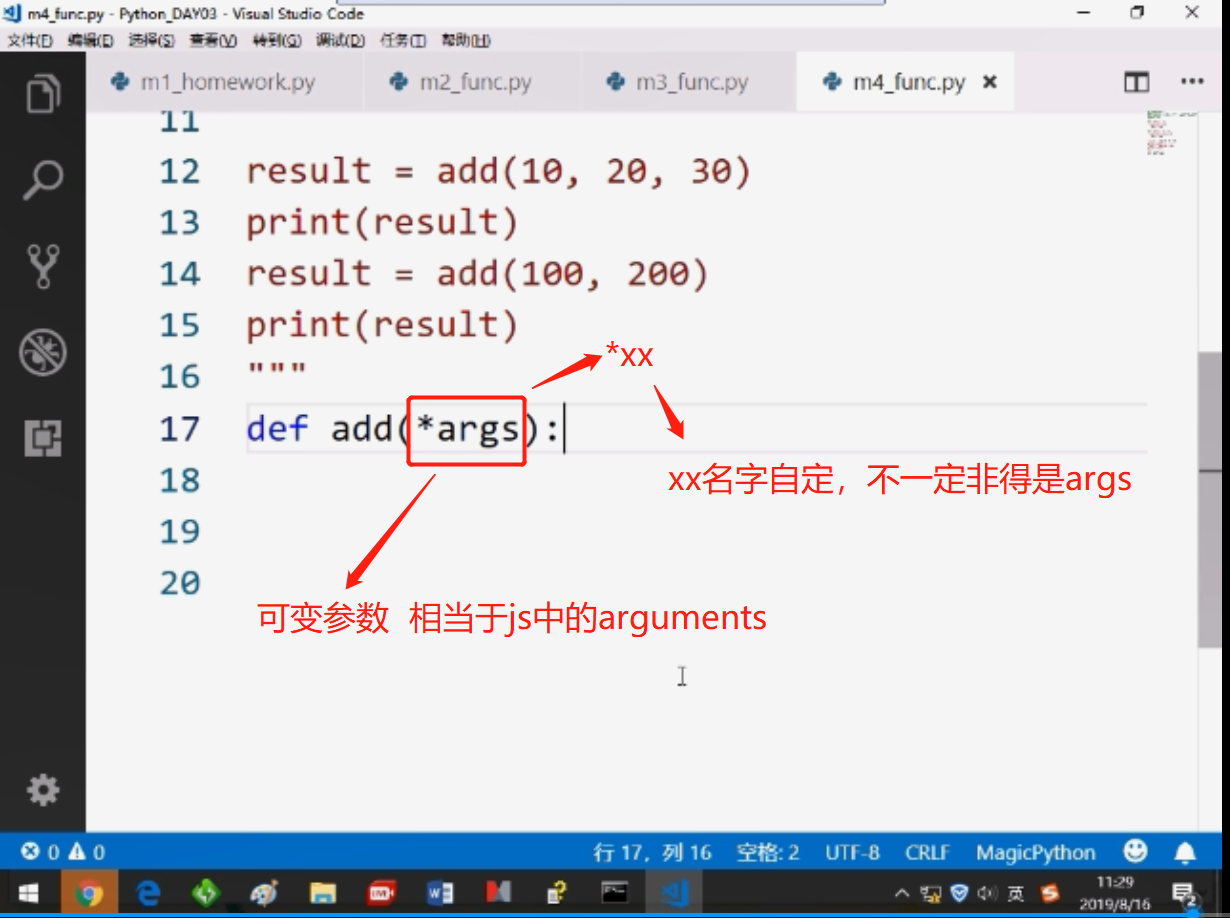 m4_func.py - Python_DAY03 - Visual Studio Code
文件(F) 编辑(E) 选择(S) 查看(V) 转到(G) 调试(D) 任务(T) 帮助(H)
m1_homework.py m2_func.py m3_func.py m4_func.py
11
12 result = add(10, 20, 30)
13 print(result)
14 result = add(100, 200)
15 print(result)
*xx
16 """
17 def add(*args):
xx名字自定，不一定非得是args
18
19
20
可变参数 相当于js中的arguments
0 0 行 17，列 16 空格: 2 UTF-8 CRLF MagicPython
英 11:29
2019/8/16 2